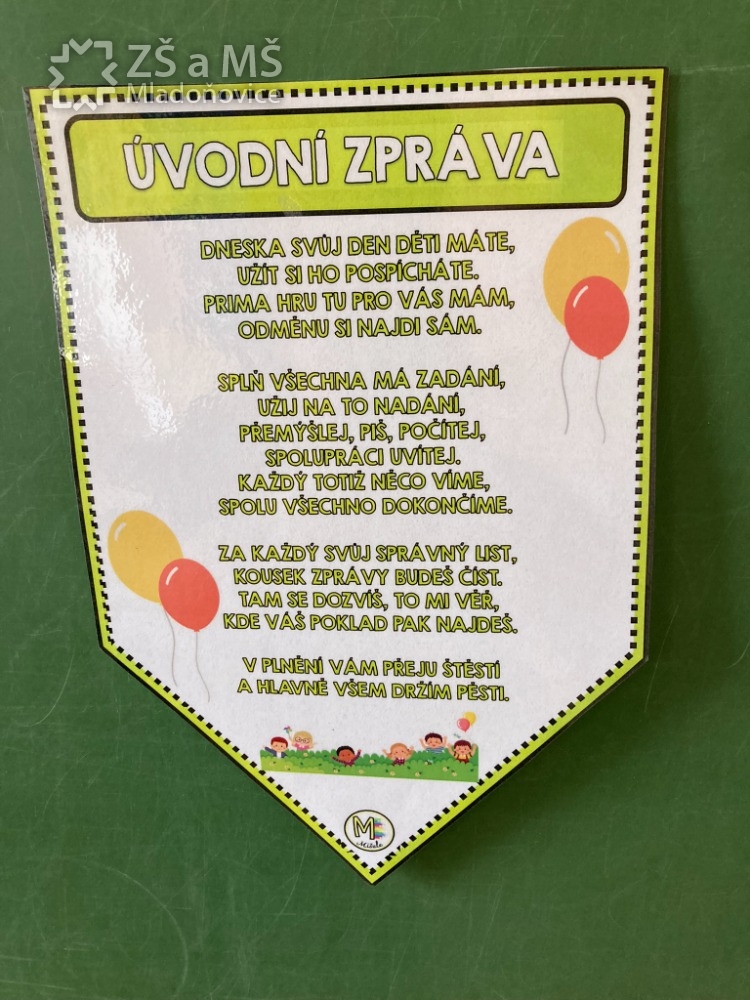 ZŠ a MŠ
Mladoňovice
ÚVODNÍ ZPRÁVA
DNESKA SVŮJ DEN DĚTI MÁTE,
UŽÍT SI HO POSPÍCHÁTE.
PRIMA HRU TU PRO VÁS MÁM,
ODMĚNU SI NAJDI SÁM.
SPLŇ VŠECHNA MÁ ZADÁNÍ,
UŽIJ NA TO NADÁNÍ,
PŘEMÝŠLEJ, PIŠ, POČÍTEJ,
SPOLUPRÁCI UVÍTEJ.
KAŽDÝ TOTIŽ NĚCO VÍME,
SPOLU VŠECHNO DOKONČÍME.
ZA KAŽDÝ SVŮJ SPRÁVNÝ LIST,
KOUSEK ZPRÁVY BUDEŠ ČÍST.
TAM SE DOZVÍŠ, TO MI VĚŘ,
KDE VÁŠ POKLAD PAK NAJDEŠ.
V PLNĚNÍ VÁM PŘEJU ŠTĚSTÍ
A HLAVNĚ VŠEM DRŽÍM PĚSTI.